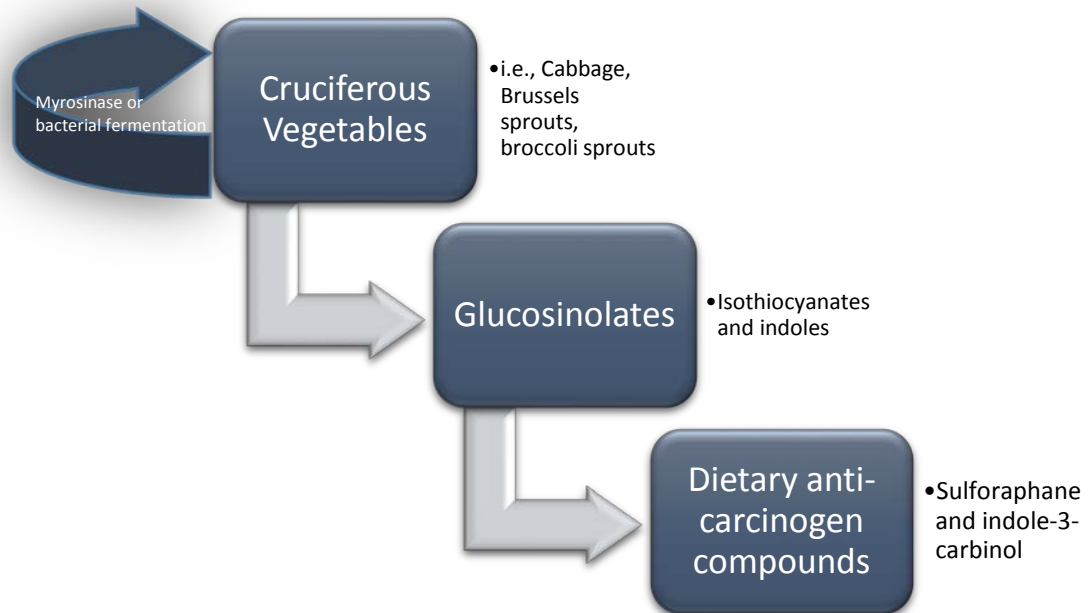 Myrosinase or
bacterial fermentation
Cruciferous
Vegetables
•i.e., Cabbage,
Brussels
sprouts,
broccoli sprouts
Glucosinolates
•Isothiocyanates
and indoles
Dietary anti-
carcinogen
compounds
•Sulforaphane
and indole-3-
carbinol